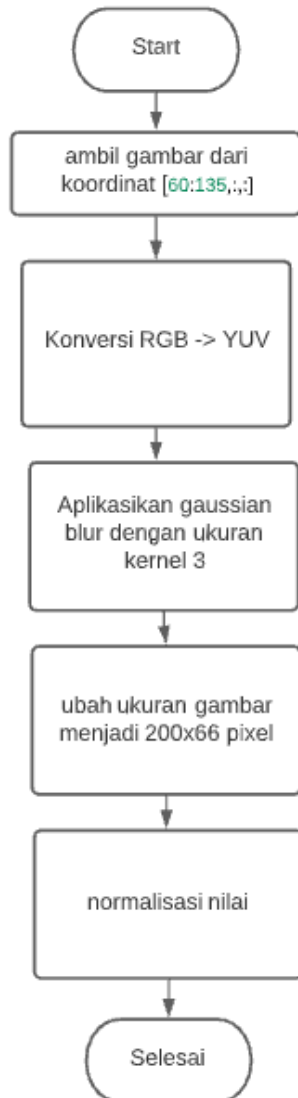 Start
ambil gambar dari
koordinat [60:135,:,:]
Konversi RGB -> YUV
Aplikasikan gaussian
blur dengan ukuran
kernel 3
ubah ukuran gambar
menjadi 200x66 pixel
normalisasi nilai
Selesai